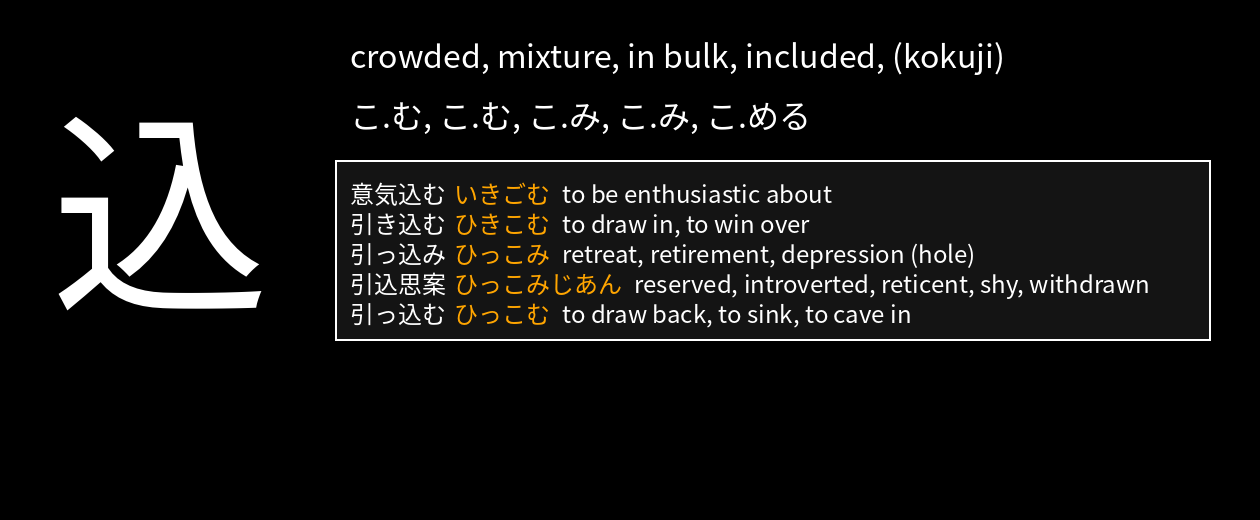 込
crowded, mixture, in bulk, included, (kokuji)
こ.む, こ.む, こ.み, こ.み, こ.める
意気込む いきごむ to be enthusiastic about
引き込む ひきこむ to draw in, to win over
引っ込み ひっこみ retreat, retirement, depression (hole)
引込思案 ひっこみじあん reserved, introverted, reticent, shy, withdrawn
引っ込む ひっこむ to draw back, to sink, to cave in